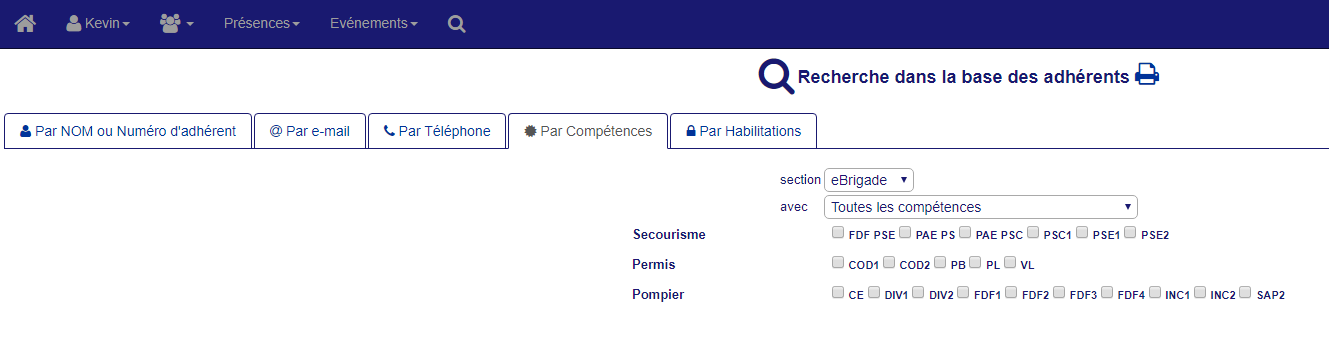 Kevin Présences Evénements
Recherche dans la base des adhérents
Par NOM ou Numéro d'adhérent @ Par e-mail Par Téléphone Par Compétences Par Habilitations
section eBrigade
avec Toutes les compétences
Secourisme FDF PSE PAE PS PAE PSC PSC1 PSE1 PSE2
Permis COD1 COD2 PB PL VL
Pompier CE DIV1 DIV2 FDF1 FDF2 FDF3 FDF4 INC1 INC2 SAP2